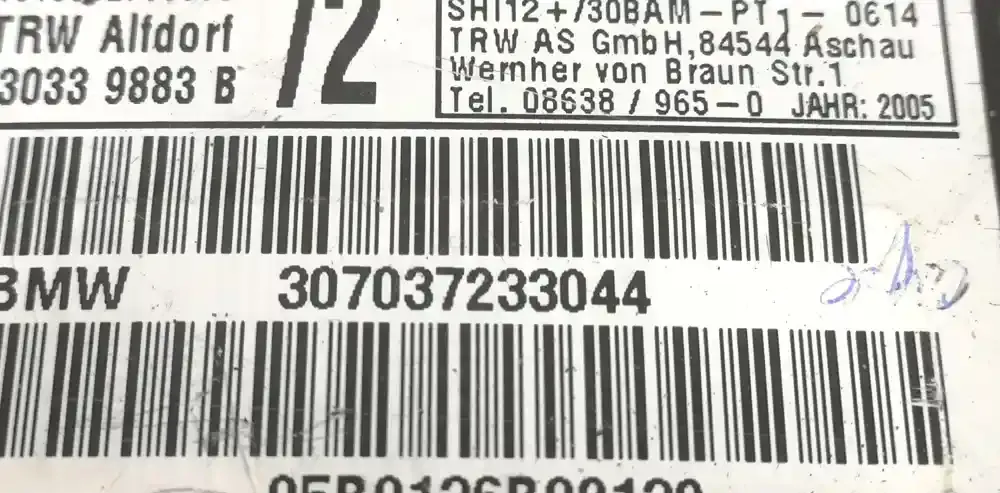 TRW Alfdorf
3033 9883 B
72
SHI12+/30BAM-PT1- 0614
TRW AS GmbH,84544 Aschau
Wernher von Braun Str.1
Tel. 08638 / 965-0 JAHR: 2005
BMW 307037233044